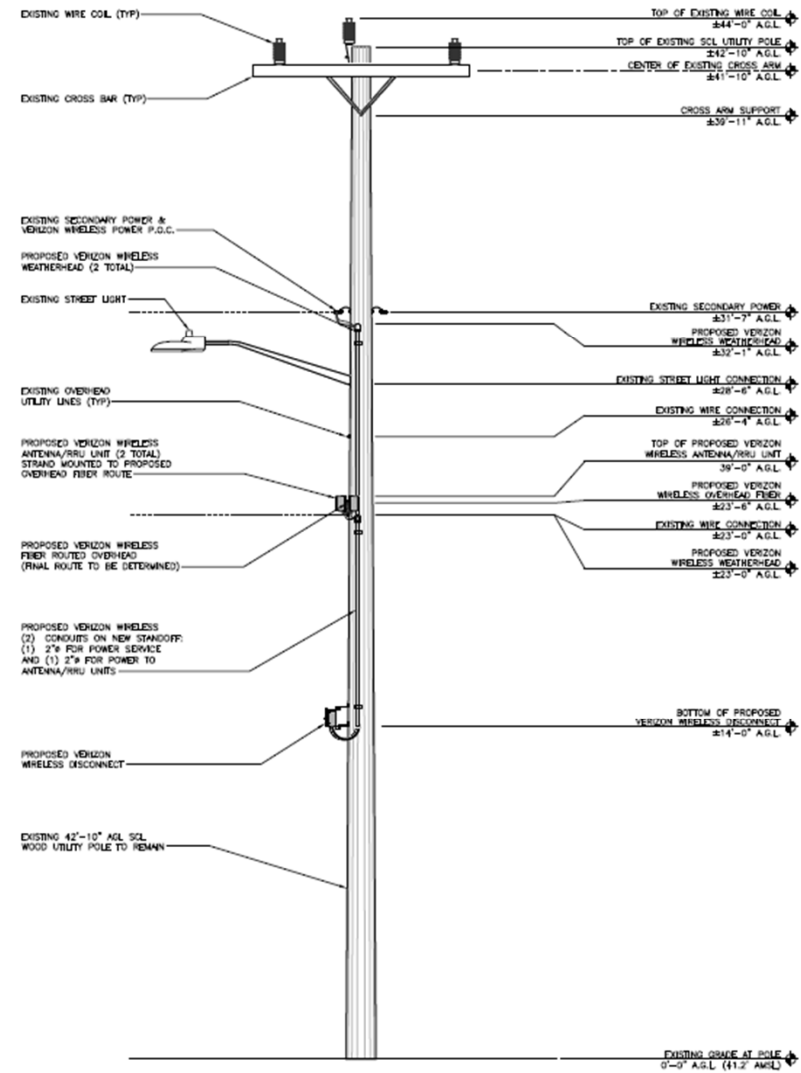 EXISTING WIRE COIL (TYP)
EXISTING CROSS BAR (TYP)
EXISTING SECONDARY POWER &
VERIZON WIRELESS POWER P.O.C.
PROPOSED VERIZON WIRELESS
WEATHERHEAD (2 TOTAL)
EXISTING STREET LIGHT
EXISTING OVERHEAD
UTILITY LINES (TYP)
PROPOSED VERIZON WIRELESS
ANTENNA/RRU UNIT (2 TOTAL)
STRAND MOUNTED TO PROPOSED
OVERHEAD FIBER ROUTE
PROPOSED VERIZON WIRELESS
FIBER ROUTED OVERHEAD
(FINAL ROUTE TO BE DETERMINED)
PROPOSED VERIZON WIRELESS
(2) CONDUITS ON NEW STANDOFF:
(1) 2"ø FOR POWER SERVICE
AND (1) 2"ø FOR POWER TO
ANTENNA/RRU UNITS
PROPOSED VERIZON
WIRELESS DISCONNECT
EXISTING 42'-10" AGL SCL
WOOD UTILITY POLE TO REMAIN
TOP OF EXISTING WIRE COIL
±44'-0" A.G.L.
TOP OF EXISTING SCL UTILITY POLE
±42'-10" A.G.L.
CENTER OF EXISTING CROSS ARM
±41'-10" A.G.L.
CROSS ARM SUPPORT
±39'-11" A.G.L.
EXISTING SECONDARY POWER
±31'-7" A.G.L.
PROPOSED VERIZON
WIRELESS WEATHERHEAD
±32'-1" A.G.L.
EXISTING STREET LIGHT CONNECTION
±28'-6" A.G.L.
EXISTING WIRE CONNECTION
±26'-4" A.G.L.
TOP OF PROPOSED VERIZON
WIRELESS ANTENNA/RRU UNIT
39'-0" A.G.L.
PROPOSED VERIZON
WIRELESS OVERHEAD FIBER
±23'-6" A.G.L.
EXISTING WIRE CONNECTION
±23'-0" A.G.L.
PROPOSED VERIZON
WIRELESS WEATHERHEAD
±23'-0" A.G.L.
BOTTOM OF PROPOSED
VERIZON WIRELESS DISCONNECT
±14'-0" A.G.L.
EXISTING GRADE AT POLE
0'-0" A.G.L. (41.2' AMSL)